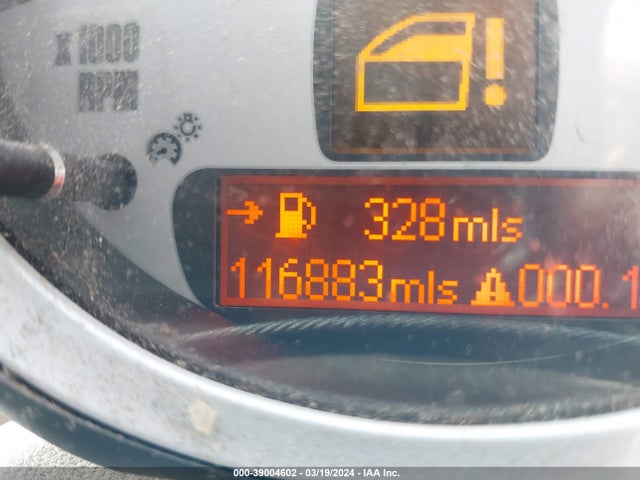 x 1000
RPM
!
328 mls
116883 mls 000.1
000-39004602 - 03/19/2024 - IAA Inc.